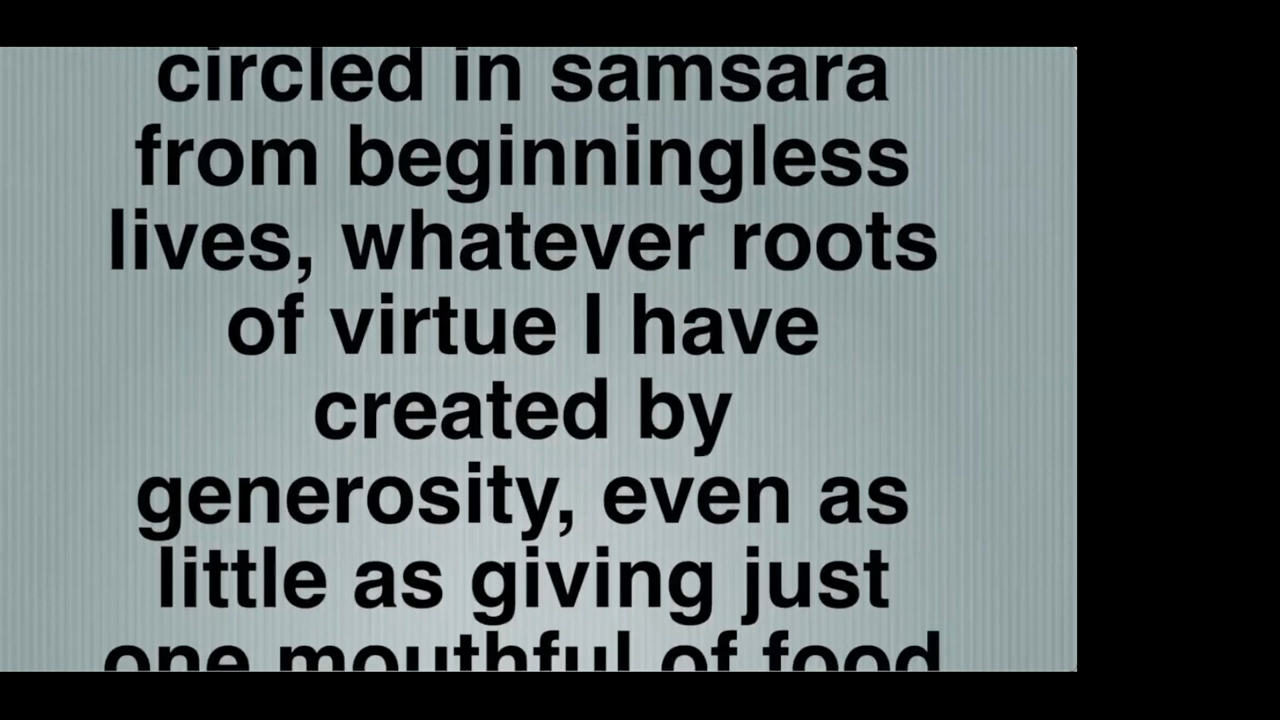 circled in samsara
from beginningless
lives, whatever roots
of virtue I have
created by
generosity, even as
little as giving just
one mouthful of food